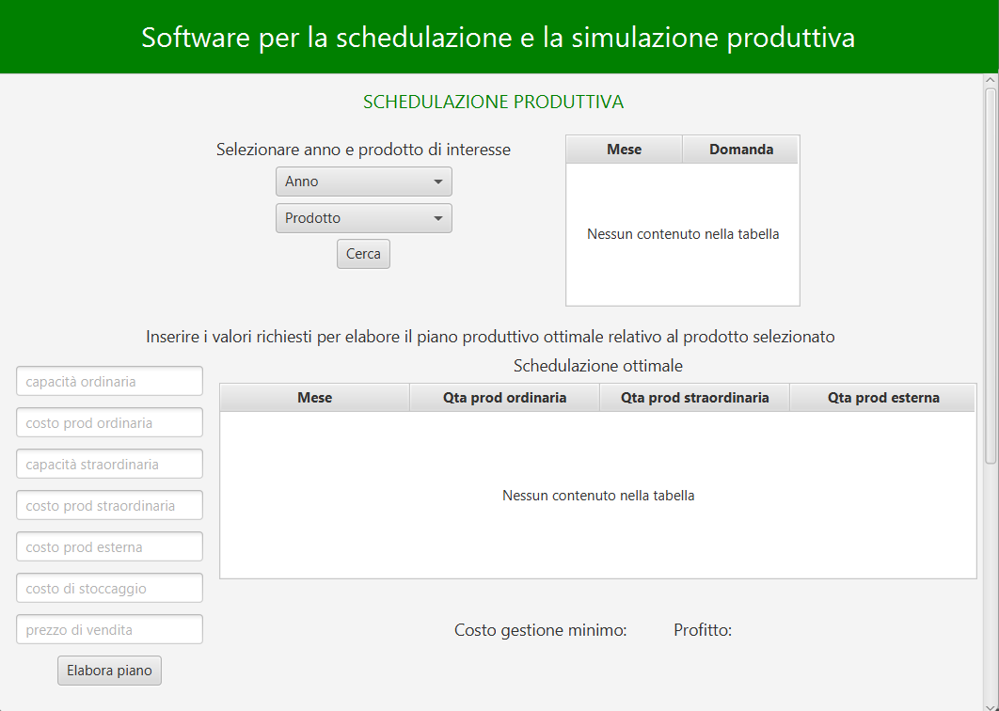 Software per la schedulazione e la simulazione produttiva
SCHEDULAZIONE PRODUTTIVA
Selezionare anno e prodotto di interesse
Anno
Prodotto
Cerca
Mese Domanda
Nessun contenuto nella tabella
Inserire i valori richiesti per elabore il piano produttivo ottimale relativo al prodotto selezionato
capacità ordinaria
costo prod ordinaria
capacità straordinaria
costo prod straordinaria
costo prod esterna
costo di stoccaggio
prezzo di vendita
Elabora piano
Schedulazione ottimale
Mese Qta prod ordinaria Qta prod straordinaria Qta prod esterna
Nessun contenuto nella tabella
Costo gestione minimo: Profitto: